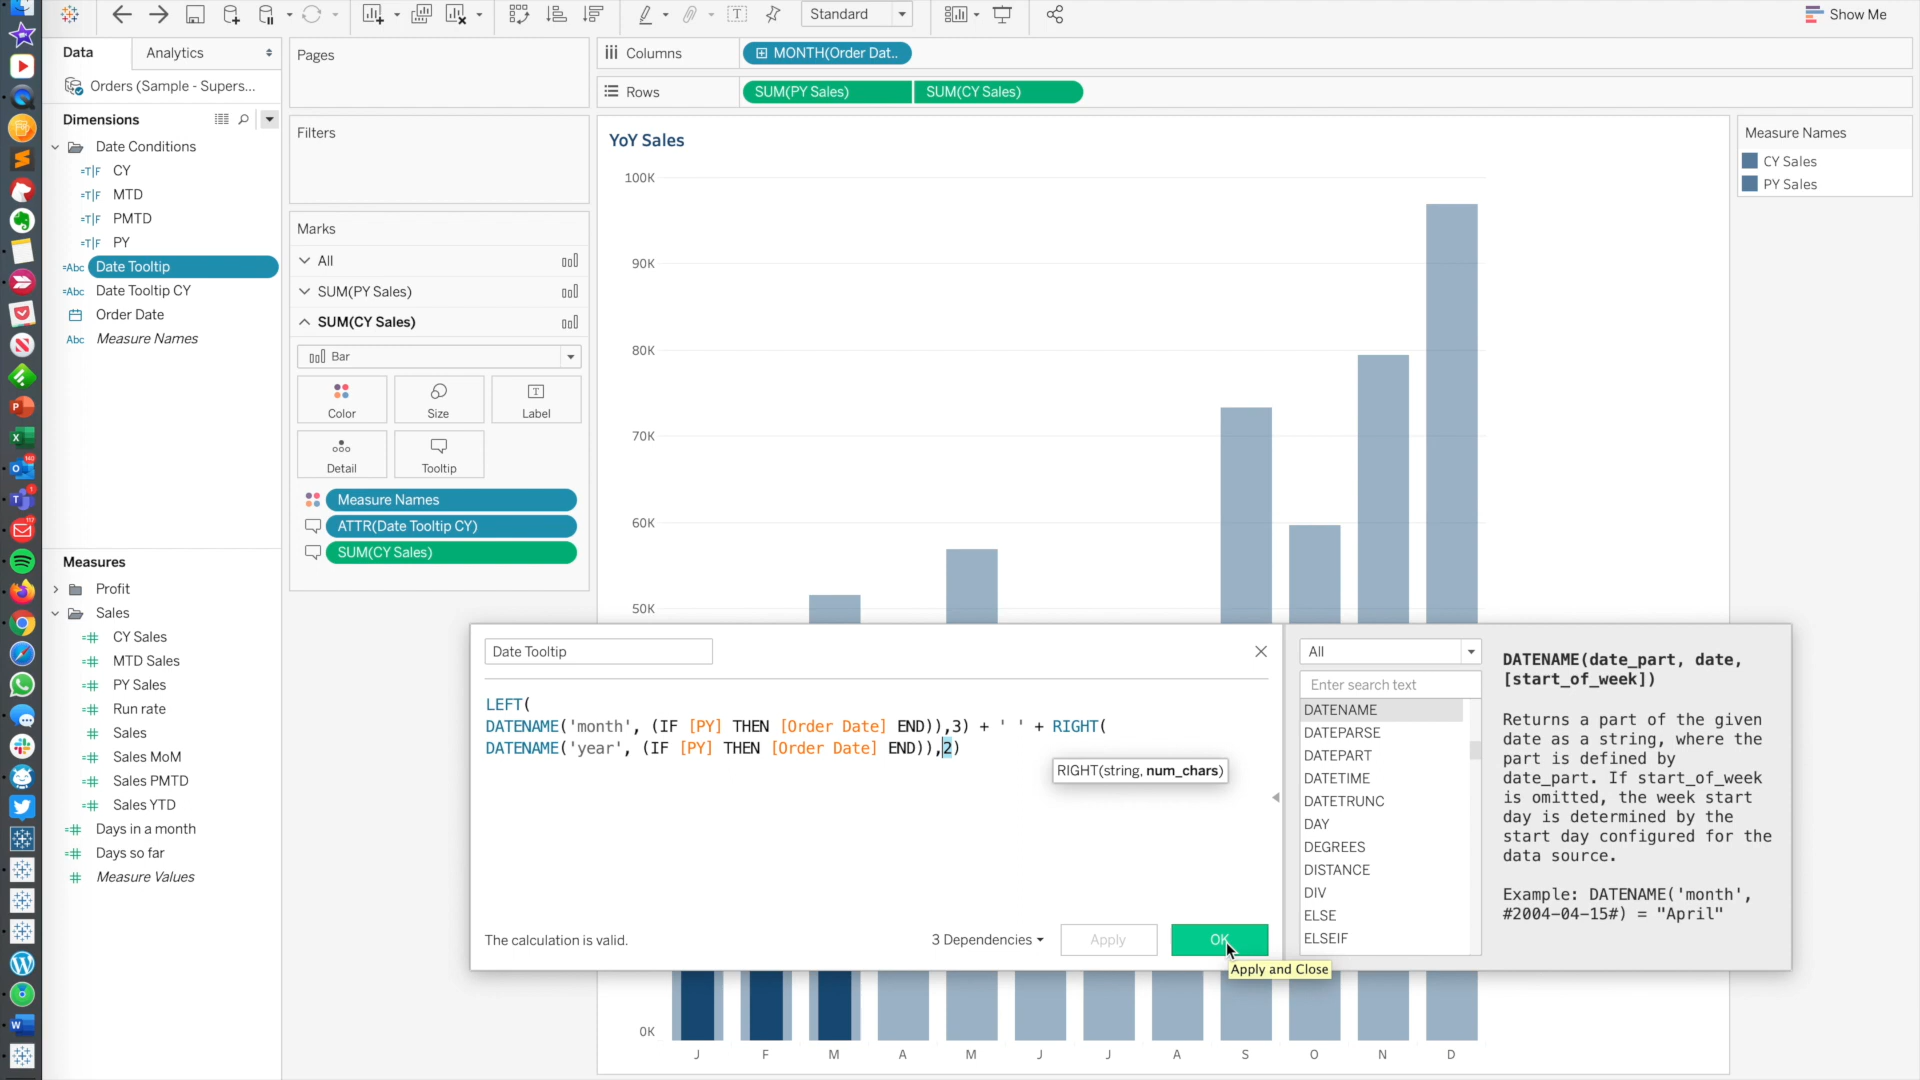 Standard
Show Me
Data
Analytics
Orders (Sample - Supers...
Dimensions
Date Conditions
=T|F CY
=T|F MTD
=T|F PMTD
=T|F PY
=Abc Date Tooltip
=Abc Date Tooltip CY
Order Date
Abc Measure Names
Measures
Profit
Sales
CY Sales
MTD Sales
PY Sales
Run rate
Sales
Sales MoM
Sales PMTD
Sales YTD
Days in a month
Days so far
Measure Values
Pages
Filters
Marks
All
SUM(PY Sales)
SUM(CY Sales)
Bar
Color
Size
Label
Detail
Tooltip
Measure Names
ATTR(Date Tooltip CY)
SUM(CY Sales)
Columns
MONTH(Order Dat..
Rows
SUM(PY Sales)
SUM(CY Sales)
YoY Sales
100K
90K
80K
70K
60K
50K
0K
J F M A M J J A S O N D
Measure Names
CY Sales
PY Sales
Date Tooltip
LEFT(
DATENAME('month', (IF [PY] THEN [Order Date] END)),3) + ' ' + RIGHT(
DATENAME('year', (IF [PY] THEN [Order Date] END)),2)
RIGHT(string, num_chars)
The calculation is valid.
3 Dependencies
Apply
OK
Apply and Close
All
Enter search text
DATENAME
DATEPARSE
DATEPART
DATETIME
DATETRUNC
DAY
DEGREES
DISTANCE
DIV
ELSE
ELSEIF
DATENAME(date_part, date,
[start_of_week])
Returns a part of the given
date as a string, where the
part is defined by
date_part. If start_of_week
is omitted, the week start
day is determined by the
start day configured for the
data source.
Example: DATENAME('month',
#2004-04-15#) = "April"